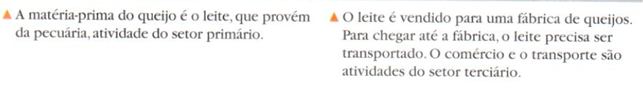 ▲ A matéria-prima do queijo é o leite, que provém
da pecuária, atividade do setor primário.
▲ O leite é vendido para uma fábrica de queijos.
Para chegar até a fábrica, o leite precisa ser
transportado. O comércio e o transporte são
atividades do setor terciário.